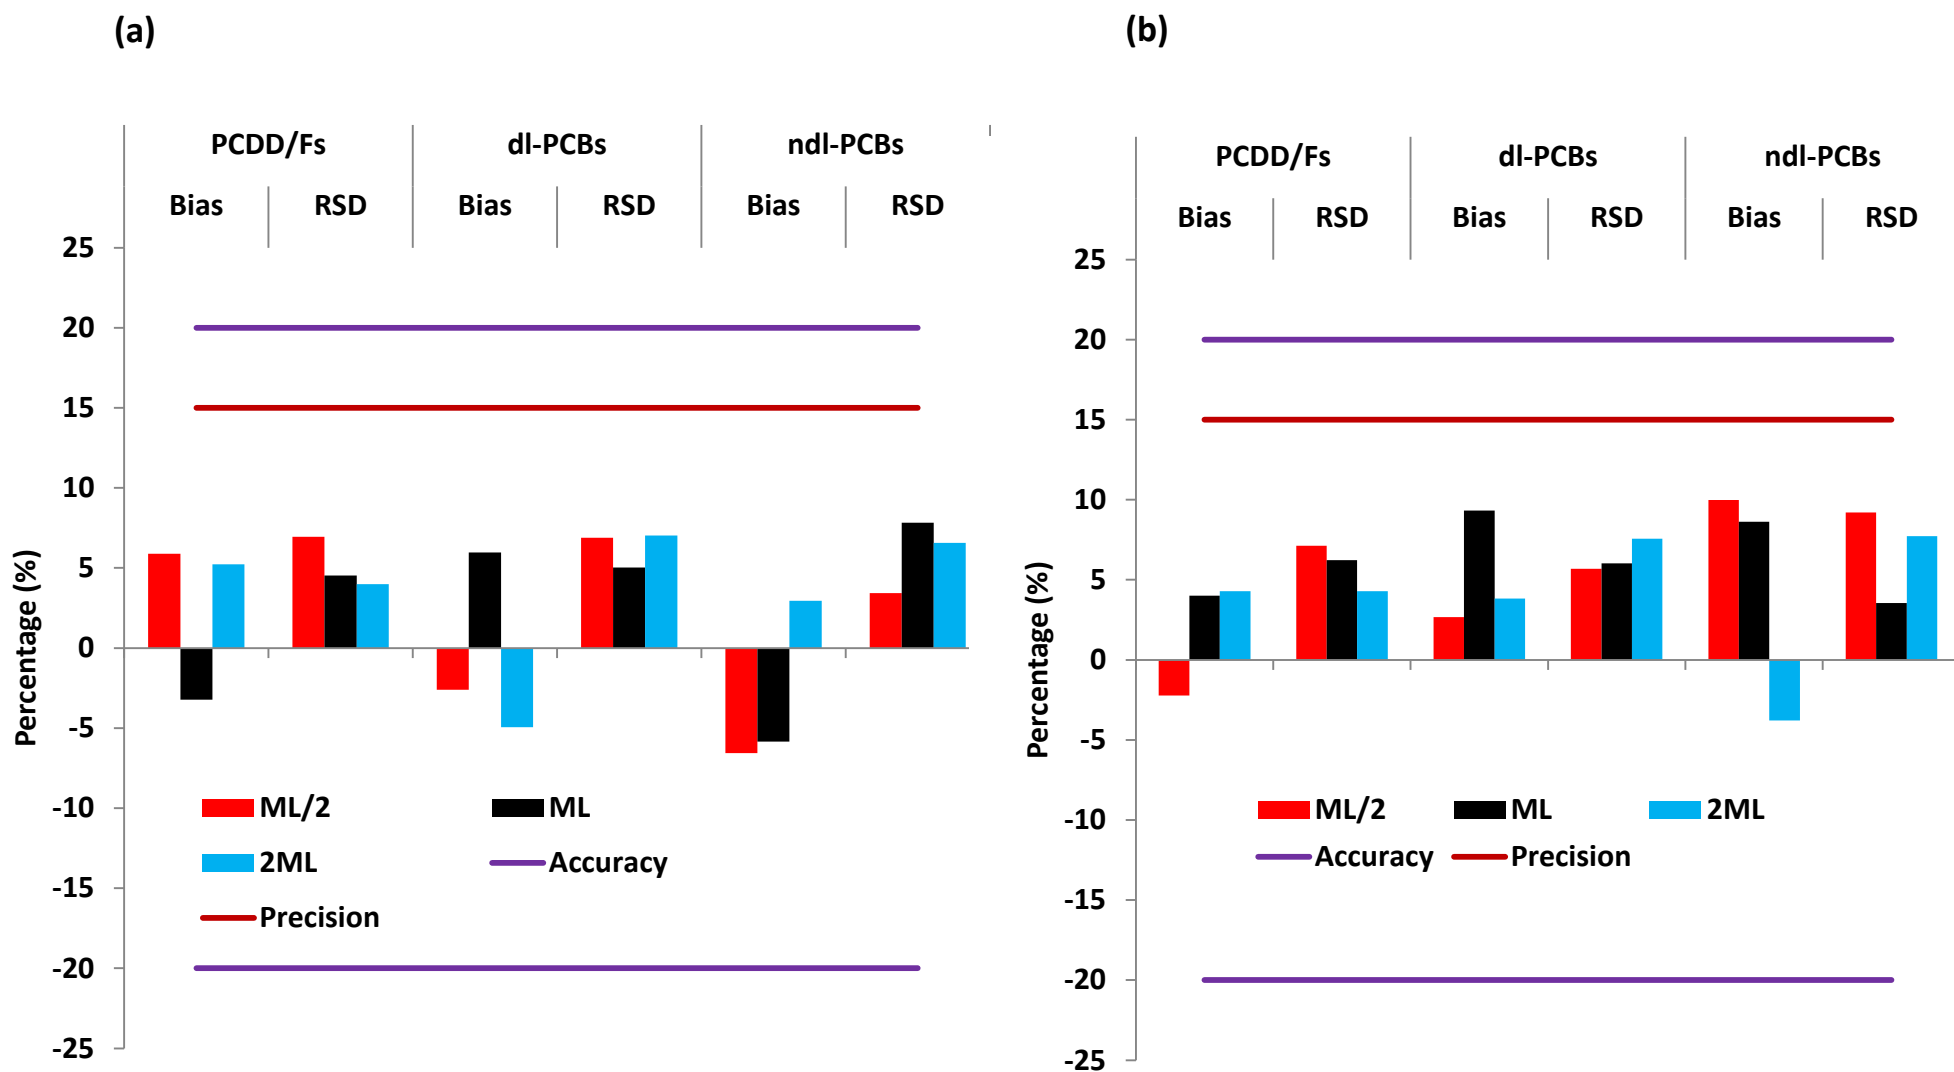 (a)
PCDD/Fs dl-PCBs ndl-PCBs
Bias RSD Bias RSD Bias RSD
25
20
15
10
5
0
-5
-10
-15
-20
-25
Percentage (%)
ML/2 ML
2ML Accuracy
Precision
(b)
PCDD/Fs dl-PCBs ndl-PCBs
Bias RSD Bias RSD Bias RSD
25
20
15
10
5
0
-5
-10
-15
-20
-25
Percentage (%)
ML/2 ML 2ML
Accuracy Precision